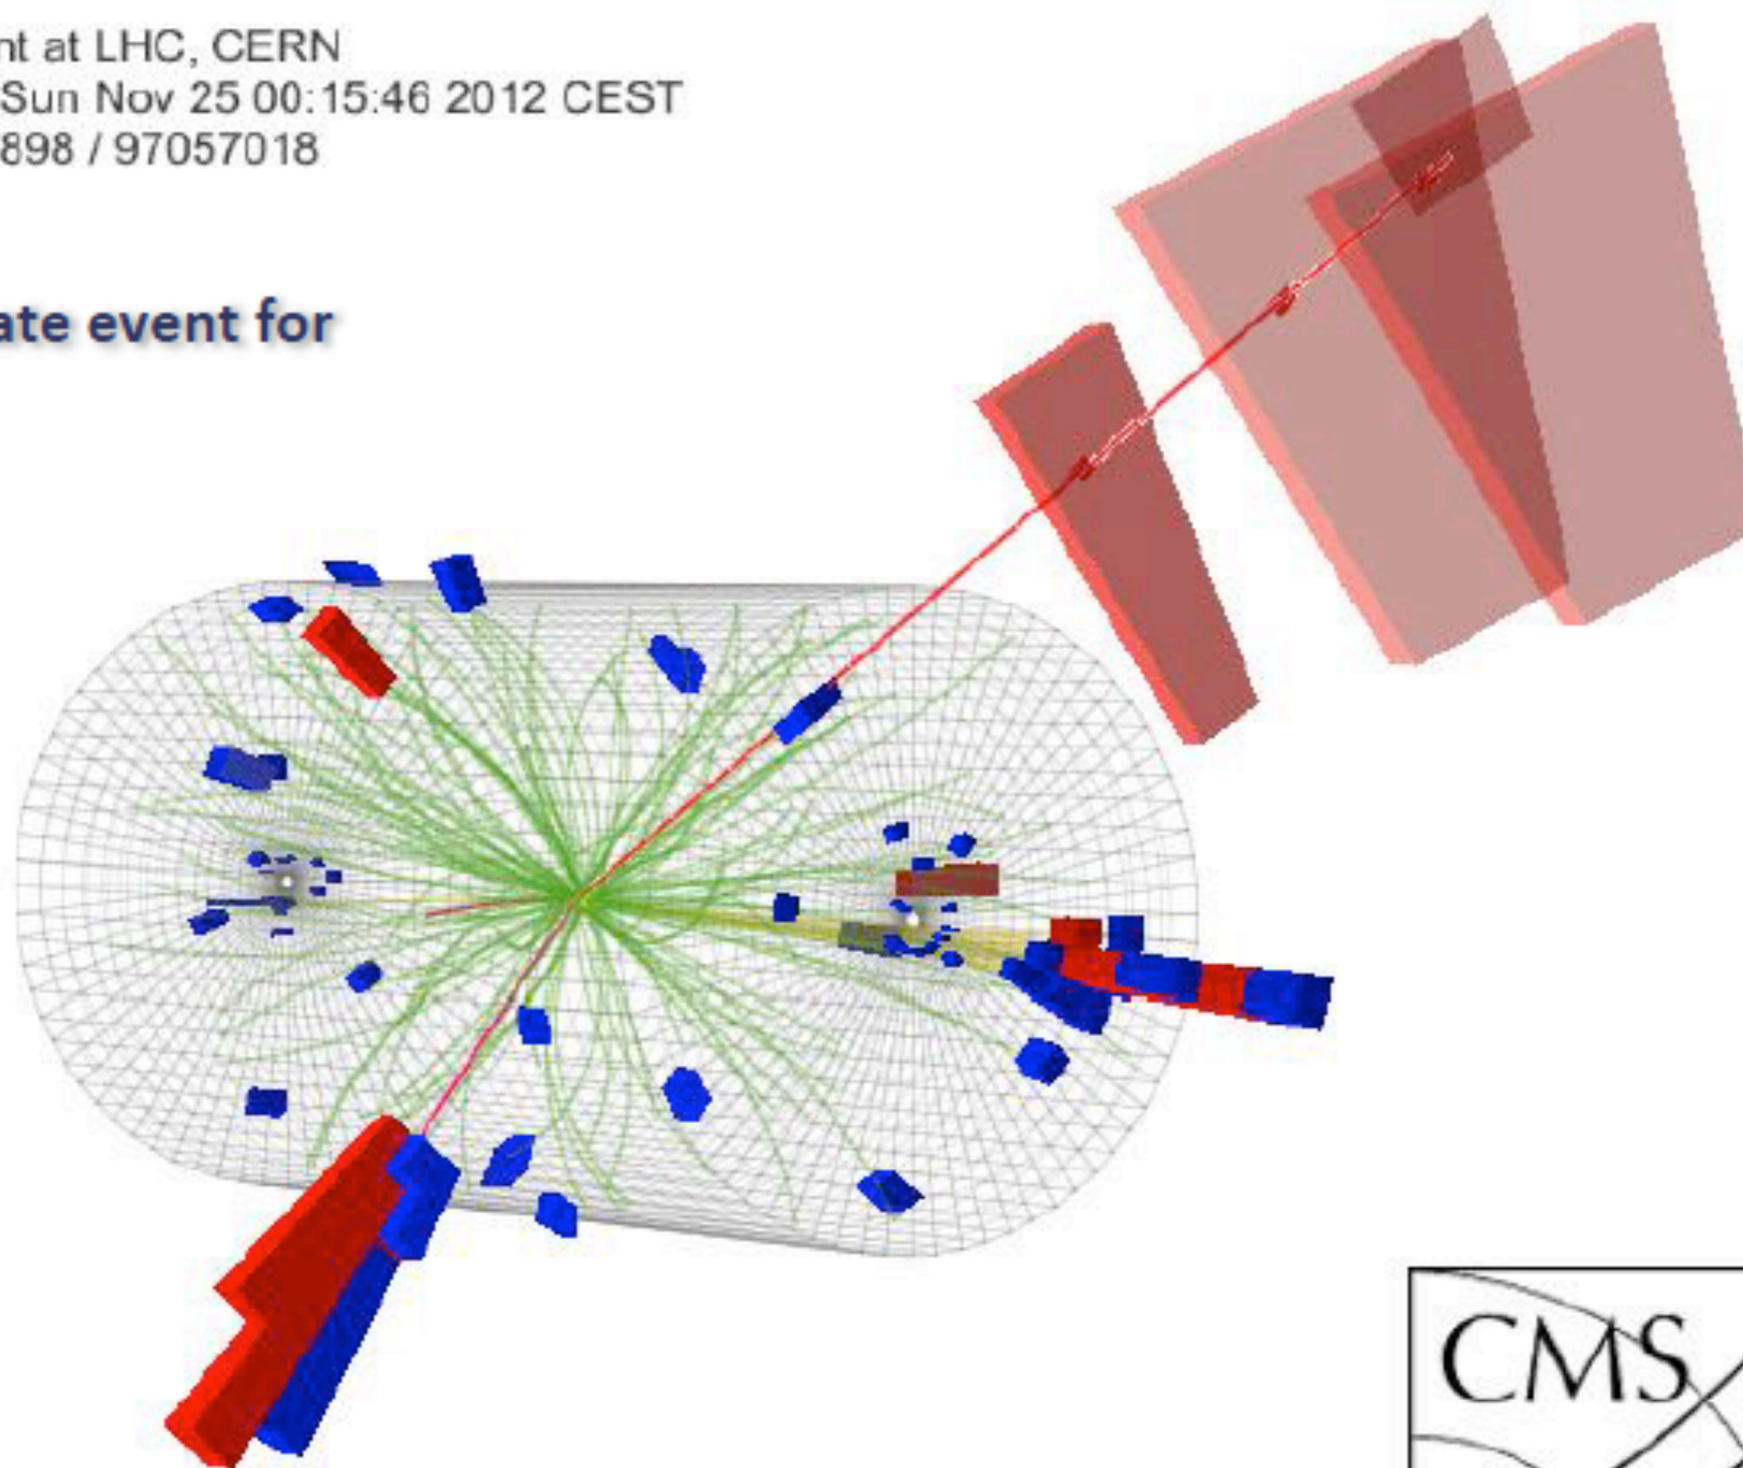 nt at LHC, CERN
Sun Nov 25 00:15:46 2012 CEST
898 / 97057018
ate event for
CMS